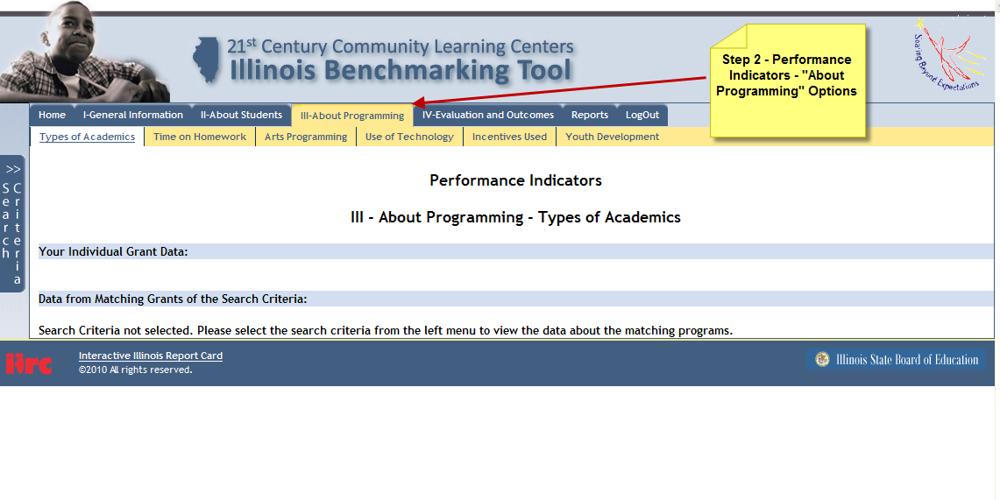 21st Century Community Learning Centers
Illinois Benchmarking Tool
Step 2 - Performance
Indicators - "About
Programming" Options
Soaring Beyond Expectations
Home I-General Information II-About Students III-About Programming IV-Evaluation and Outcomes Reports LogOut
Types of Academics Time on Homework Arts Programming Use of Technology Incentives Used Youth Development
>>
Search
Criteria
Performance Indicators
III - About Programming - Types of Academics
Your Individual Grant Data:
Data from Matching Grants of the Search Criteria:
Search Criteria not selected. Please select the search criteria from the left menu to view the data about the matching programs.
iirc
Interactive Illinois Report Card
©2010 All rights reserved.
Illinois State Board of Education